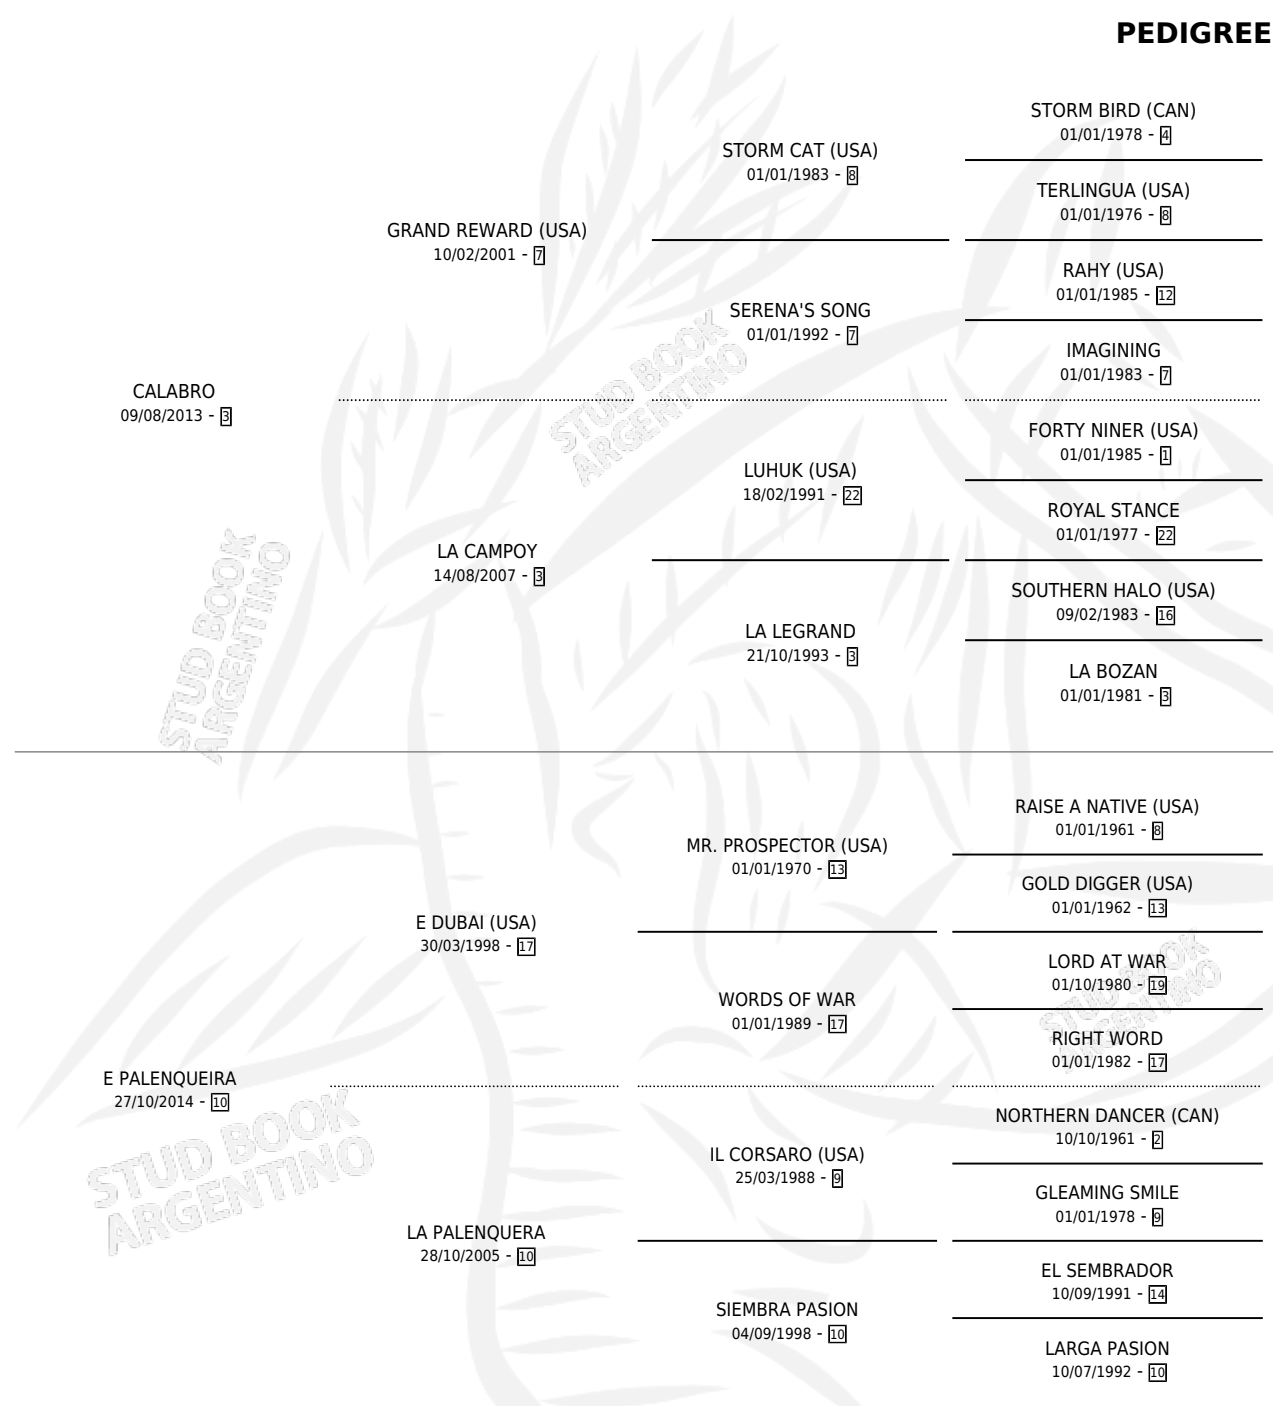 PEDIGREE
STORM BIRD (CAN)
01/01/1978 - 4
STORM CAT (USA)
01/01/1983 - 8
TERLINGUA (USA)
01/01/1976 - 8
GRAND REWARD (USA)
10/02/2001 - 7
RAHY (USA)
01/01/1985 - 12
SERENA'S SONG
01/01/1992 - 7
IMAGINING
01/01/1983 - 7
CALABRO
09/08/2013 - 3
FORTY NINER (USA)
01/01/1985 - 1
LUHUK (USA)
18/02/1991 - 22
ROYAL STANCE
01/01/1977 - 22
LA CAMPOY
14/08/2007 - 3
SOUTHERN HALO (USA)
09/02/1983 - 16
LA LEGRAND
21/10/1993 - 3
LA BOZAN
01/01/1981 - 3
RAISE A NATIVE (USA)
01/01/1961 - 8
MR. PROSPECTOR (USA)
01/01/1970 - 13
GOLD DIGGER (USA)
01/01/1962 - 13
E DUBAI (USA)
30/03/1998 - 17
LORD AT WAR
01/10/1980 - 19
WORDS OF WAR
01/01/1989 - 17
RIGHT WORD
01/01/1982 - 17
E PALENQUEIRA
27/10/2014 - 10
NORTHERN DANCER (CAN)
10/10/1961 - 2
IL CORSARO (USA)
25/03/1988 - 9
GLEAMING SMILE
01/01/1978 - 9
LA PALENQUERA
28/10/2005 - 10
EL SEMBRADOR
10/09/1991 - 14
SIEMBRA PASION
04/09/1998 - 10
LARGA PASION
10/07/1992 - 10
STUD BOOK
ARGENTINO
STUD BOOK
ARGENTINO
STUD BOOK
ARGENTINO
STUD BOOK
ARGENTINO